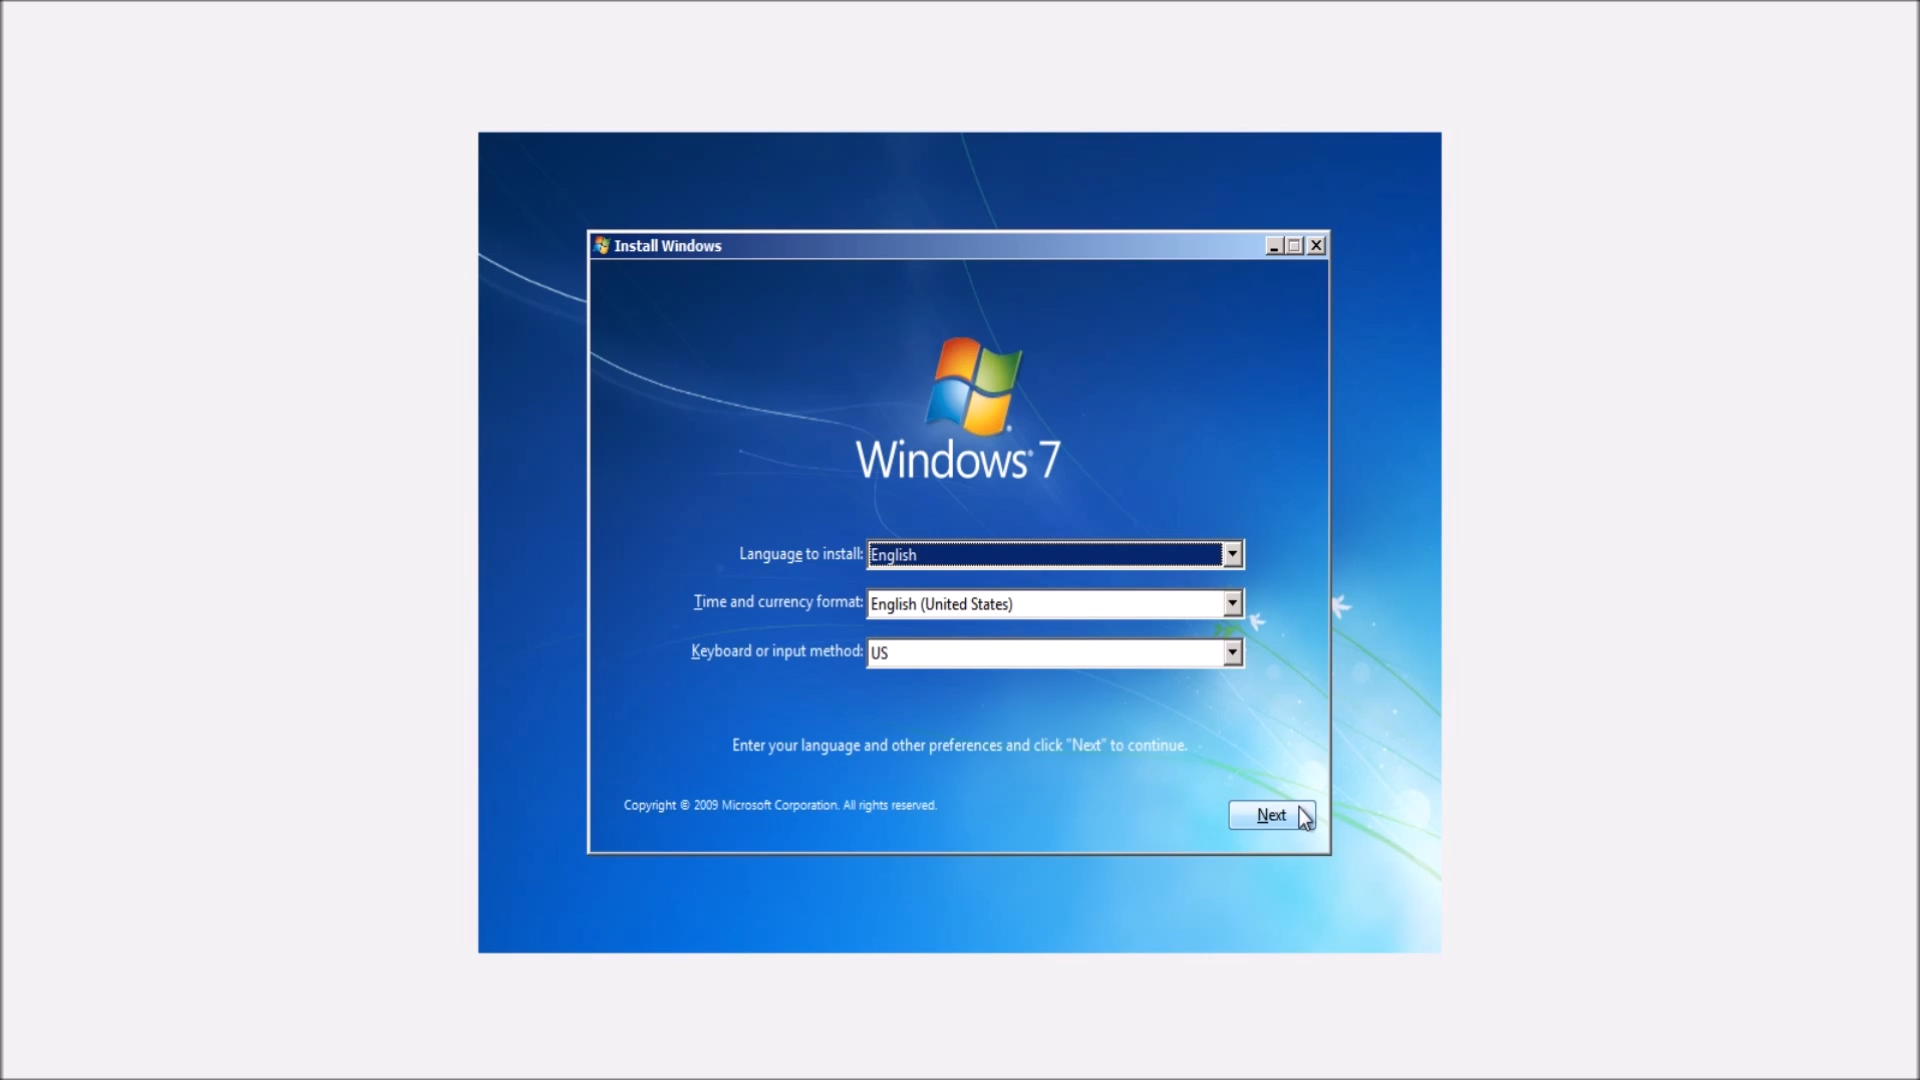 Install Windows
Windows® 7
Language to install: English
Time and currency format: English (United States)
Keyboard or input method: US
Enter your language and other preferences and click "Next" to continue.
Copyright © 2009 Microsoft Corporation. All rights reserved.
Next